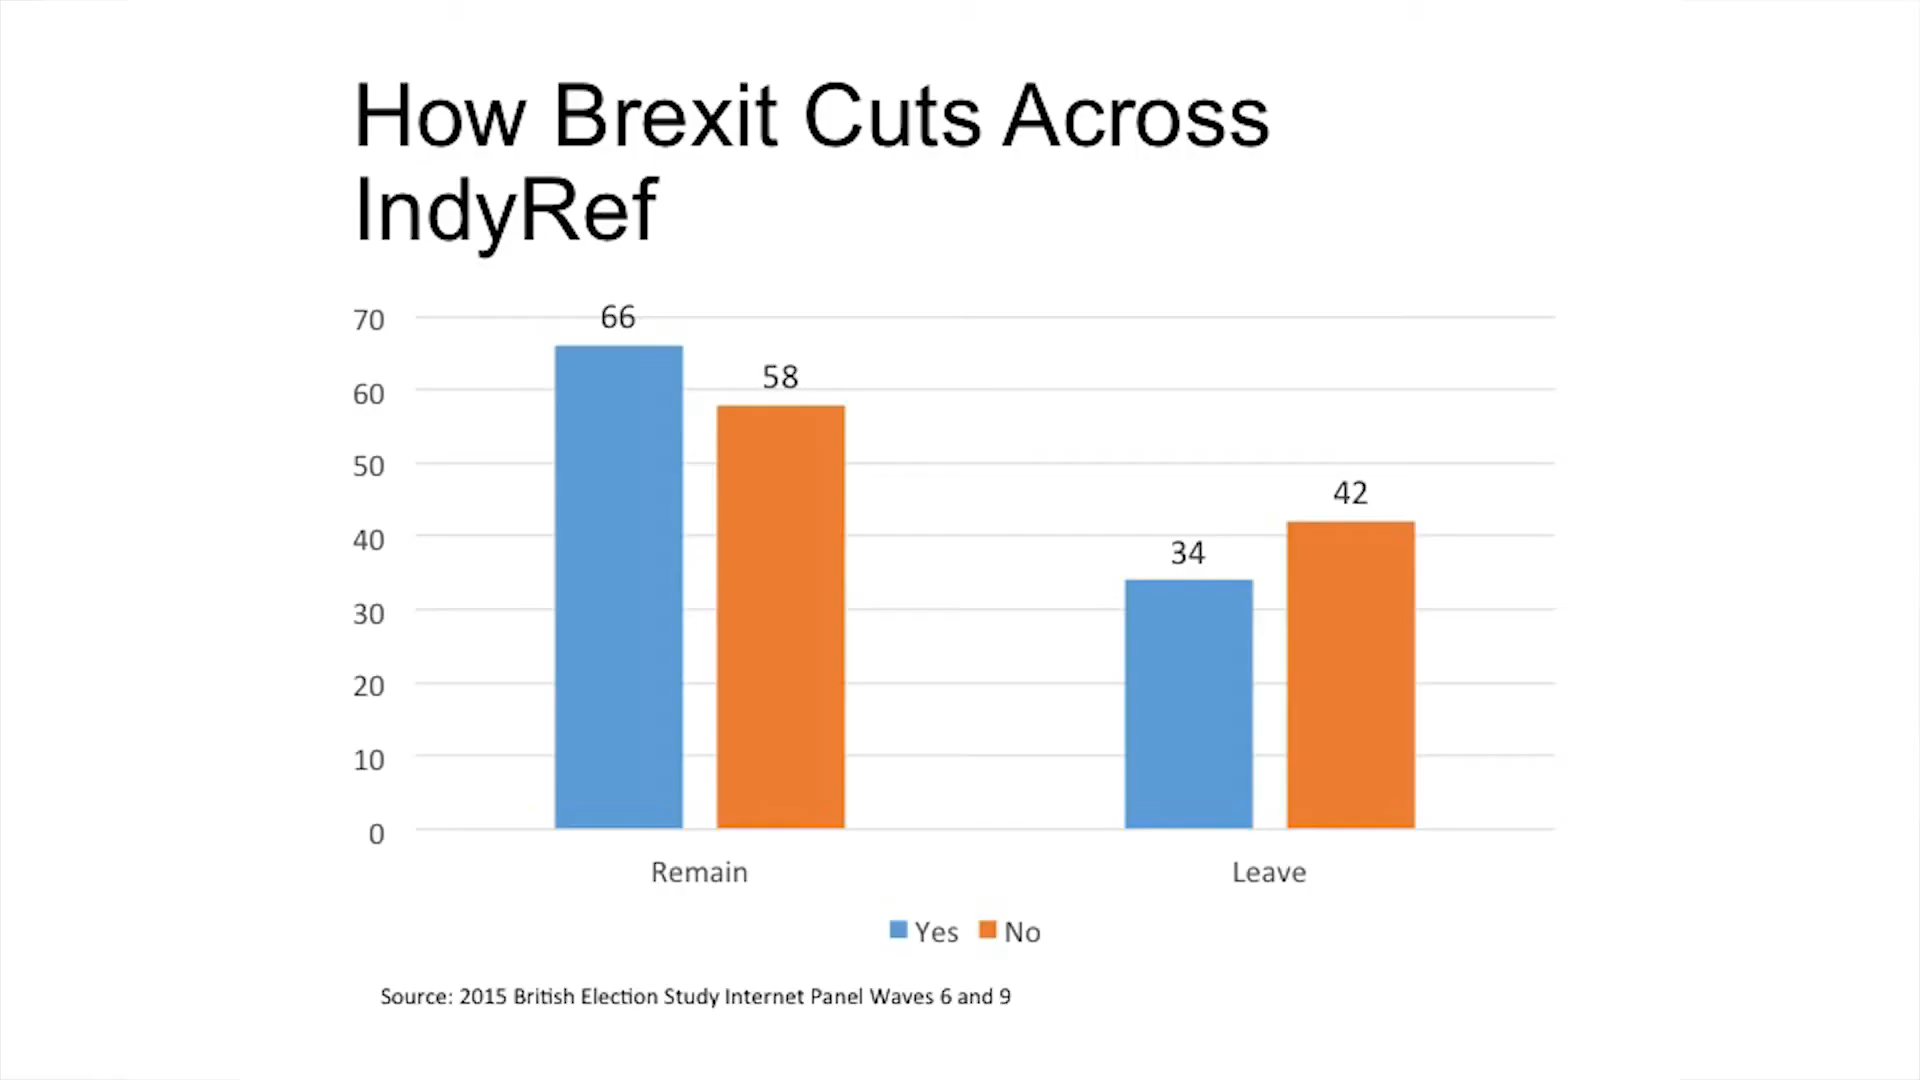 How Brexit Cuts Across
IndyRef
70
60
50
40
30
20
10
0
66
58
34
42
Remain
Leave
Yes
No
Source: 2015 British Election Study Internet Panel Waves 6 and 9